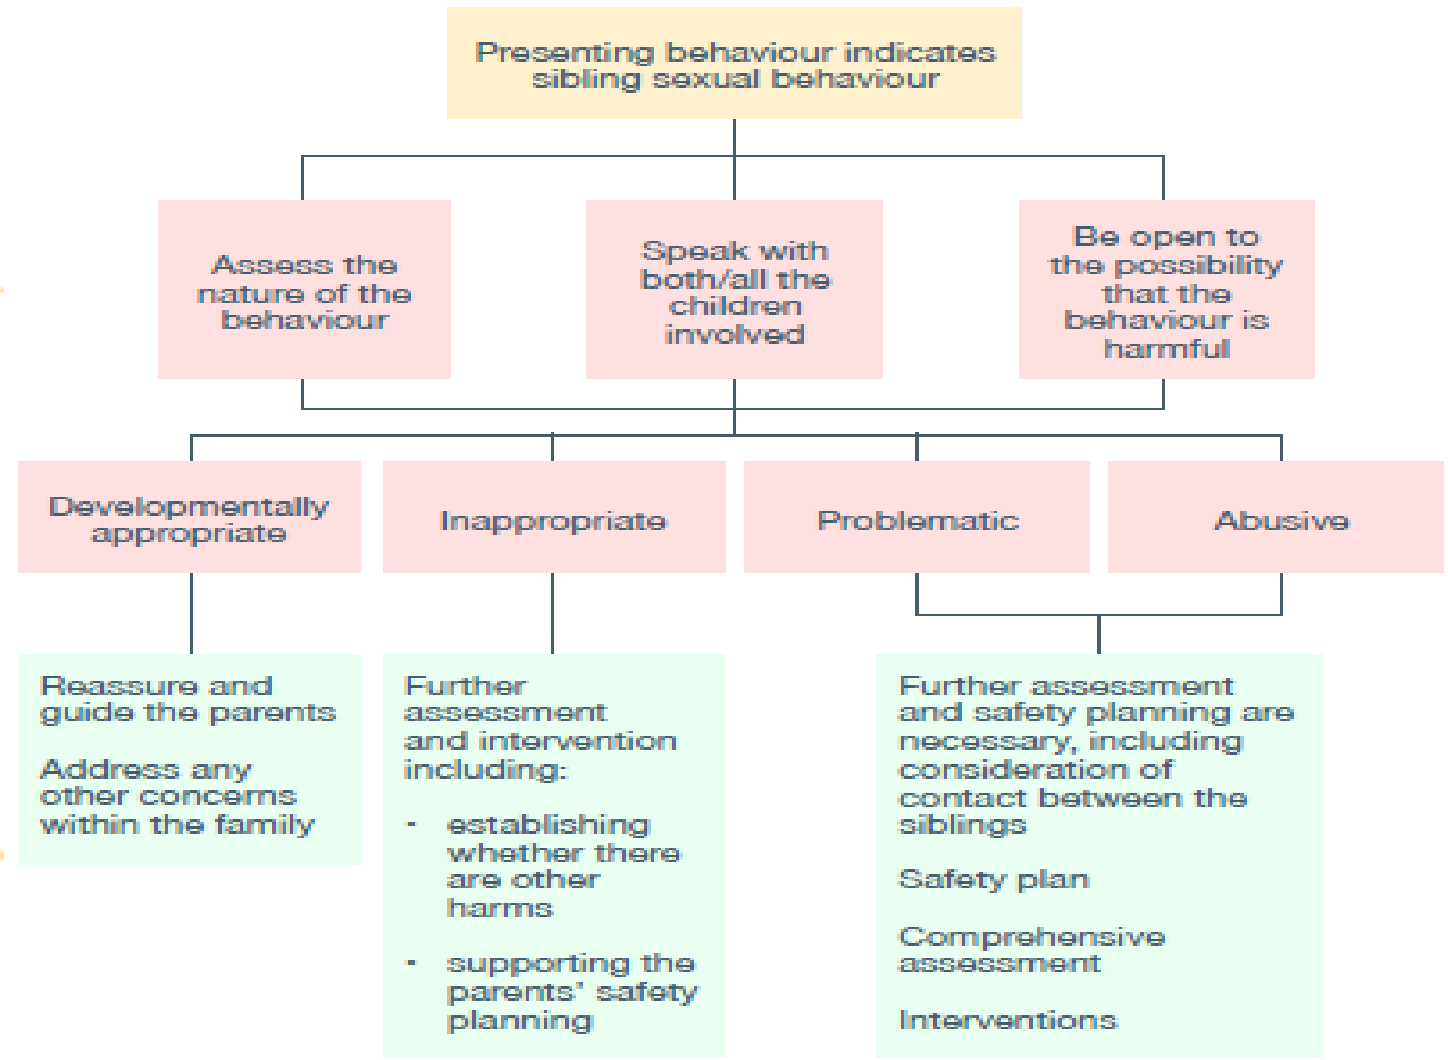 Presenting behaviour indicates
sibling sexual behaviour
Assess the
nature of the
behaviour
Speak with
both/all the
children
involved
Be open to
the possibility
that the
behaviour is
harmful
Developmentally
appropriate
Inappropriate
Problematic
Abusive
Reassure and
guide the parents
Address any
other concerns
within the family
Further
assessment
and intervention
including:
- establishing
whether there
are other
harms
- supporting the
parents' safety
planning
Further assessment
and safety planning are
necessary, including
consideration of
contact between the
siblings
Safety plan
Comprehensive
assessment
Interventions